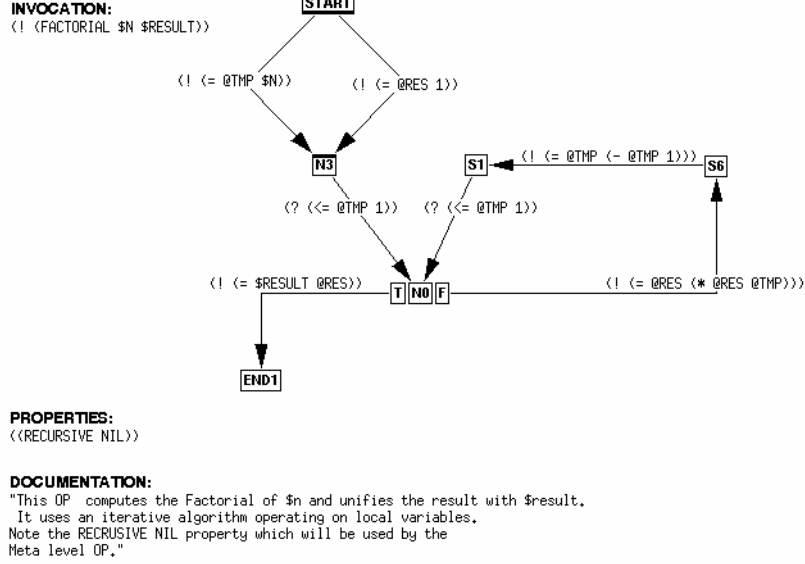 INVOCATION:
(! (FACTORIAL $N $RESULT))
START1
(! (= @TMP $N))
(! (= @RES 1))
N3
S1
(! (= @TMP (- @TMP 1)))
S6
(? (<= @TMP 1))
(? (<= @TMP 1))
(! (= $RESULT @RES))
T N0 F
(! (= @RES (* @RES @TMP)))
END1
PROPERTIES:
((RECURSIVE NIL))
DOCUMENTATION:
"This OP  computes the Factorial of $n and unifies the result with $result.
It uses an iterative algorithm operating on local variables.
Note the RECRUSIVE NIL property which will be used by the
Meta level OP."